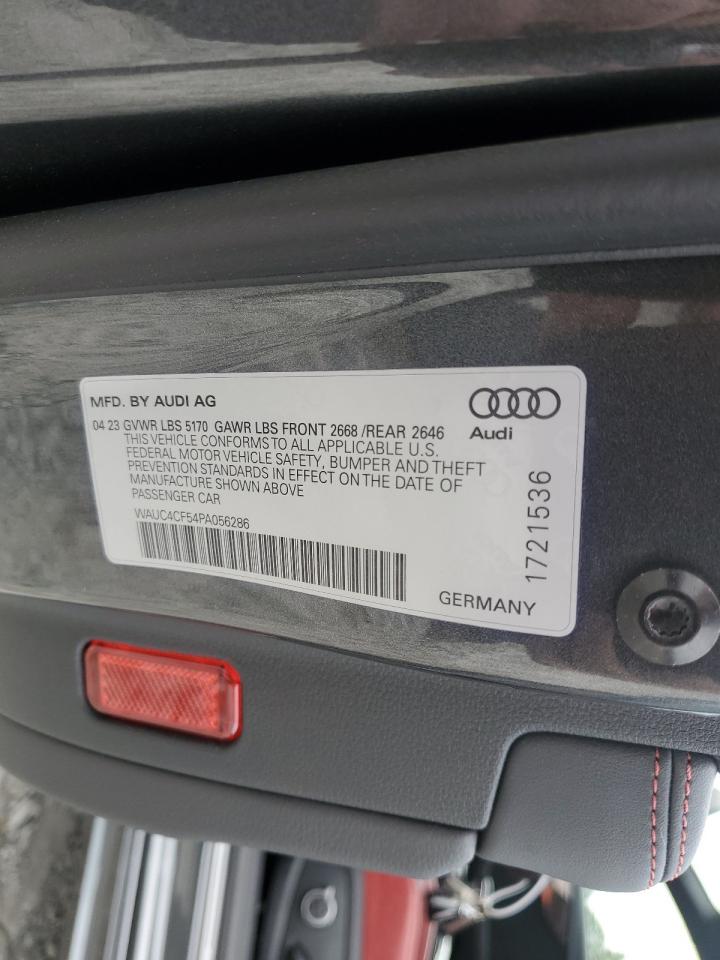 MFD. BY AUDI AG
Audi
04 23 GVWR LBS 5170 GAWR LBS FRONT 2668 /REAR 2646
THIS VEHICLE CONFORMS TO ALL APPLICABLE U.S.
FEDERAL MOTOR VEHICLE SAFETY, BUMPER AND THEFT
PREVENTION STANDARDS IN EFFECT ON THE DATE OF
MANUFACTURE SHOWN ABOVE
PASSENGER CAR
WAUC4CF54PA056286
1721536
GERMANY